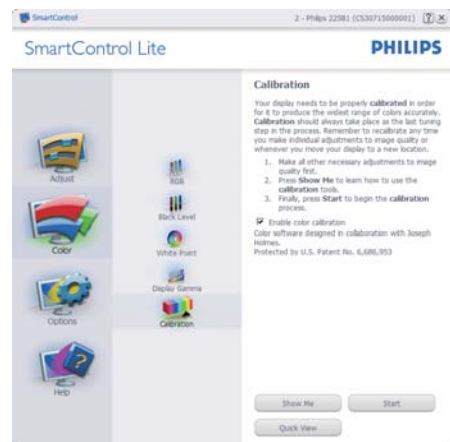 SmartControl
2 - Philips 225B1 (CS30715000001)
SmartControl Lite
PHILIPS
Adjust
Color
Options
Help
RGB
Black Level
White Point
Display Gamma
Calibration
Calibration
Your display needs to be properly calibrated in order
for it to produce the widest range of colors accurately.
Calibration should always take place as the last tuning
step in the process. Remember to recalibrate any time
you make individual adjustments to image quality or
whenever you move your display to a new location.
1. Make all other necessary adjustments to image
quality first.
2. Press Show Me to learn how to use the
calibration tools.
3. Finally, press Start to begin the calibration
process.
Enable color calibration
Color software designed in collaboration with Joseph
Holmes.
Protected by U.S. Patent No. 6,686,953
Show Me
Start
Quick View